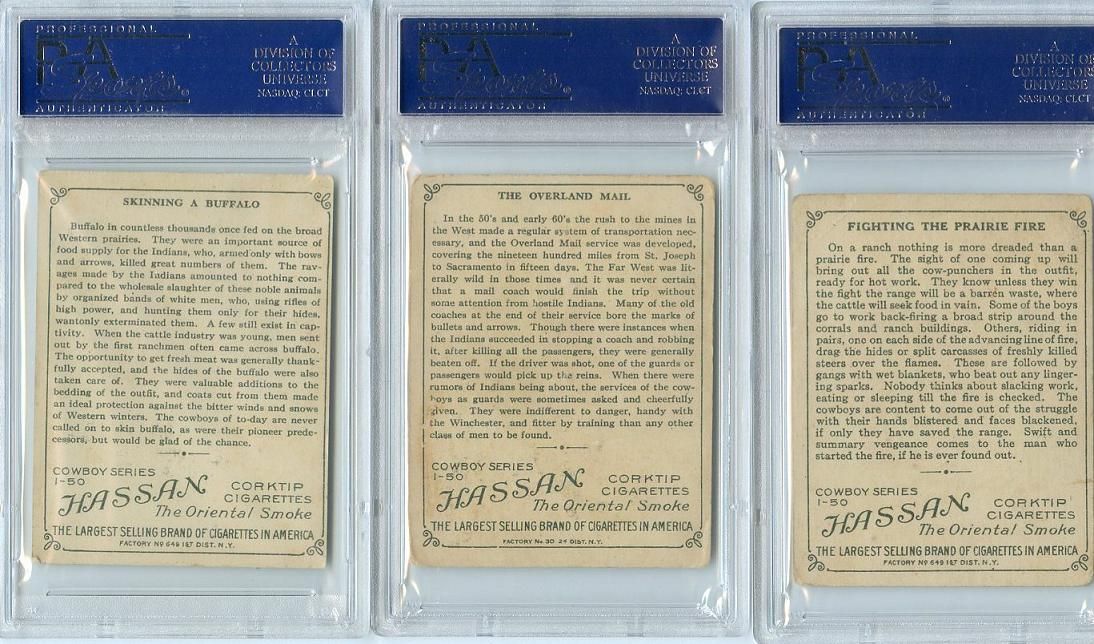 PROFESSIONAL
PSA
Sports
AUTHENTICATOR
A
DIVISION OF
COLLECTORS
UNIVERSE
NASDAQ: CLCT
SKINNING A BUFFALO
Buffalo in countless thousands once fed on the broad
Western prairies. They were an important source of
food supply for the Indians, who, armed only with bows
and arrows, killed great numbers of them. The rav-
ages made by the Indians amounted to nothing com-
pared to the wholesale slaughter of these noble animals
by organized bands of white men, who, using rifles of
high power, and hunting them only for their hides,
wantonly exterminated them. A few still exist in cap-
tivity. When the cattle industry was young, men sent
out by the first ranchmen often came across buffalo.
The opportunity to get fresh meat was generally thank-
fully accepted, and the hides of the buffalo were also
taken care of. They were valuable additions to the
bedding of the outfit, and coats cut from them made
an ideal protection against the bitter winds and snows
of Western winters. The cowboys of to-day are never
called on to skin buffalo, as were their pioneer prede-
cessors, but would be glad of the chance.
COWBOY SERIES
1-50
HASSAN
CORKTIP
CIGARETTES
The Oriental Smoke
THE LARGEST SELLING BRAND OF CIGARETTES IN AMERICA
FACTORY Nº 649 1ST DIST. N.Y.
PROFESSIONAL
PSA
Sports
AUTHENTICATOR
A
DIVISION OF
COLLECTORS
UNIVERSE
NASDAQ: CLCT
THE OVERLAND MAIL
In the 50's and early 60's the rush to the mines in
the West made a regular system of transportation nec-
essary, and the Overland Mail service was developed,
covering the nineteen hundred miles from St. Joseph
to Sacramento in fifteen days. The Far West was lit-
erally wild in those times and it was never certain
that a mail coach would finish the trip without
some attention from hostile Indians. Many of the old
coaches at the end of their service bore the marks of
bullets and arrows. Though there were instances when
the Indians succeeded in stopping a coach and robbing
it, after killing all the passengers, they were generally
beaten off. If the driver was shot, one of the guards or
passengers would pick up the reins. When there were
rumors of Indians being about, the services of the cow-
boys as guards were sometimes asked and cheerfully
given. They were indifferent to danger, handy with
the Winchester, and fitter by training than any other
class of men to be found.
COWBOY SERIES
1-50
HASSAN
CORKTIP
CIGARETTES
The Oriental Smoke
THE LARGEST SELLING BRAND OF CIGARETTES IN AMERICA
FACTORY No. 30 2d DIST. N.Y.
PROFESSIONAL
PSA
Sports
AUTHENTICATOR
A
DIVISION OF
COLLECTORS
UNIVERSE
NASDAQ: CLCT
FIGHTING THE PRAIRIE FIRE
On a ranch nothing is more dreaded than a
prairie fire. The sight of one coming up will
bring out all the cow-punchers in the outfit,
ready for hot work. They know unless they win
the fight the range will be a barren waste, where
the cattle will seek food in vain. Some of the boys
go to work back-firing a broad strip around the
corrals and ranch buildings. Others, riding in
pairs, one on each side of the advancing line of fire,
drag the hides or split carcasses of freshly killed
steers over the flames. These are followed by
gangs with wet blankets, who beat out any linger-
ing sparks. Nobody thinks about slacking work,
eating or sleeping till the fire is checked. The
cowboys are content to come out of the struggle
with their hands blistered and faces blackened,
if only they have saved the range. Swift and
summary vengeance comes to the man who
started the fire, if he is ever found out.
COWBOY SERIES
1-50
HASSAN
CORKTIP
CIGARETTES
The Oriental Smoke
THE LARGEST SELLING BRAND OF CIGARETTES IN AMERICA
FACTORY Nº 649 1ST DIST. N.Y.